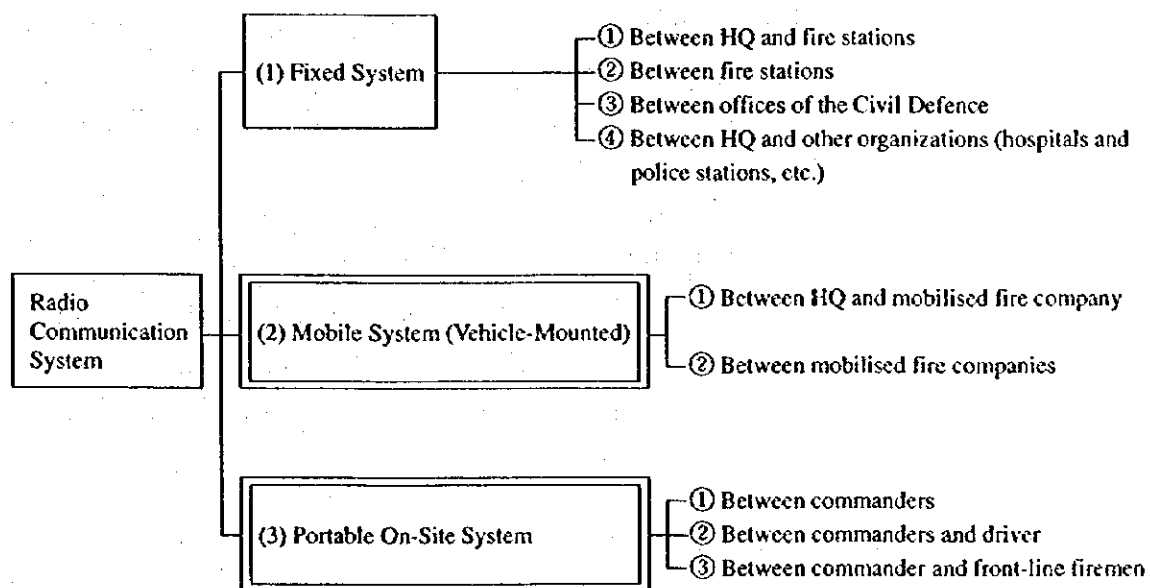 (1) Fixed System
① Between HQ and fire stations
② Between fire stations
③ Between offices of the Civil Defence
④ Between HQ and other organizations (hospitals and
police stations, etc.)
Radio
Communication
System
(2) Mobile System (Vehicle-Mounted)
① Between HQ and mobilised fire company
② Between mobilised fire companies
(3) Portable On-Site System
① Between commanders
② Between commanders and driver
③ Between commander and front-line firemen